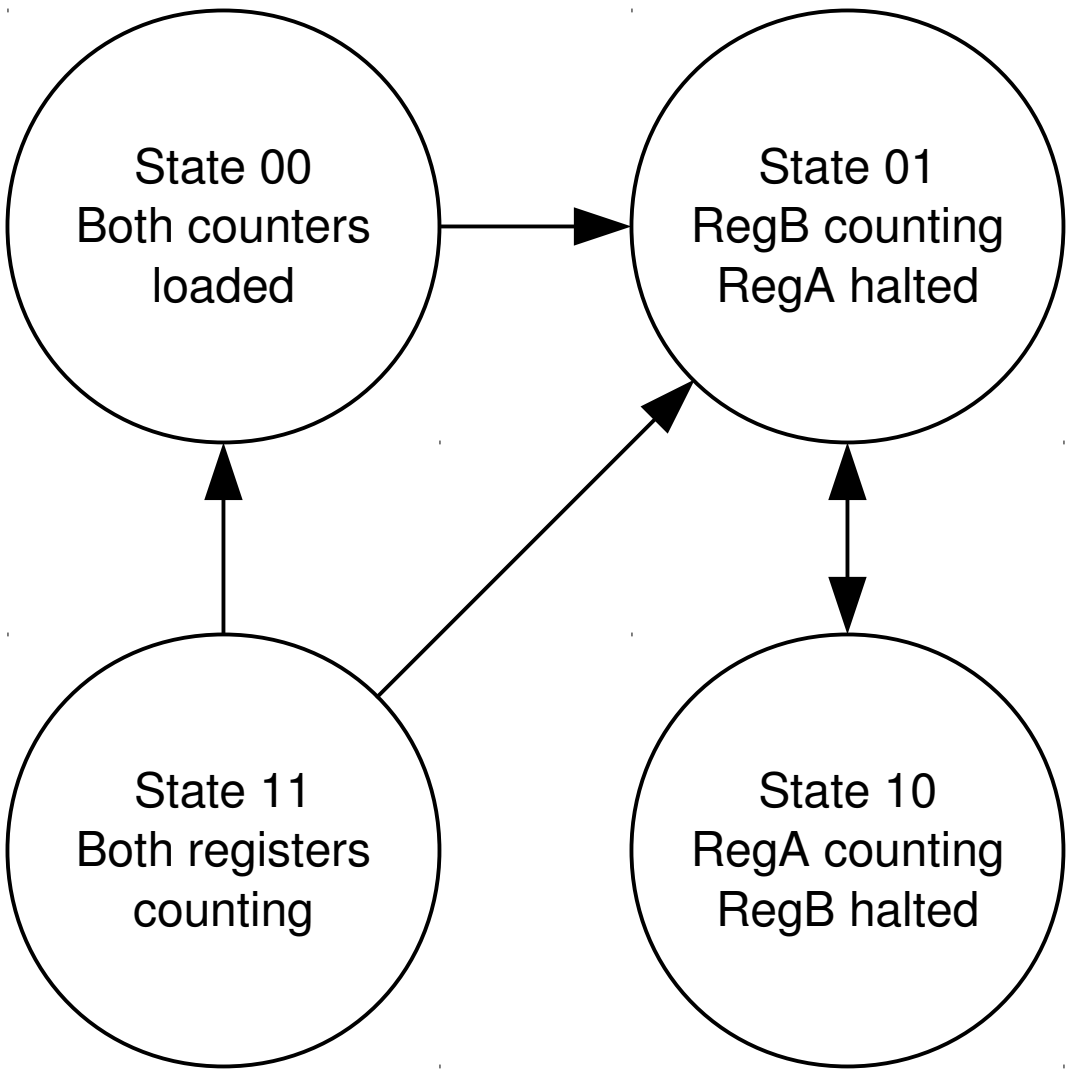 State 00
Both counters
loaded
State 01
RegB counting
RegA halted
State 11
Both registers
counting
State 10
RegA counting
RegB halted